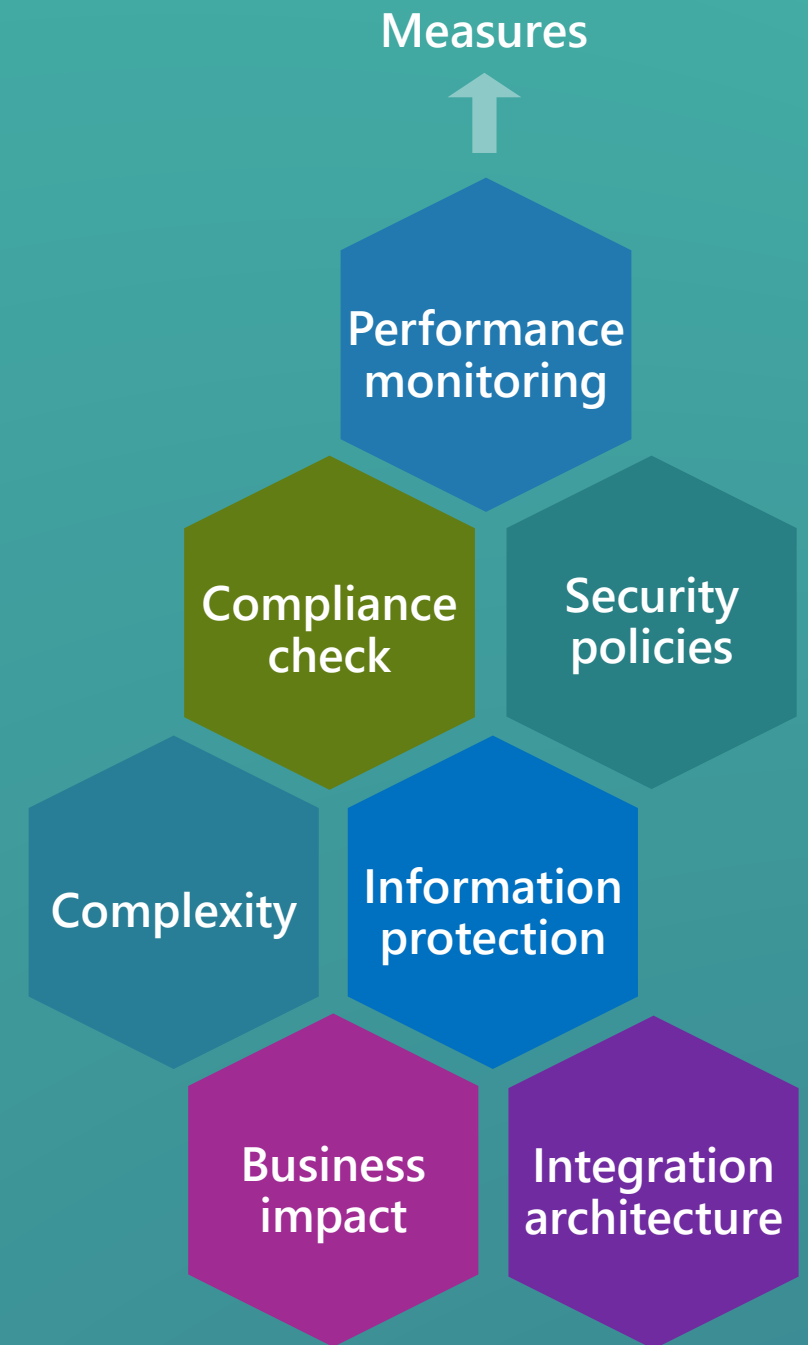 Measures
Performance
monitoring
Compliance
check
Security
policies
Complexity
Information
protection
Business
impact
Integration
architecture